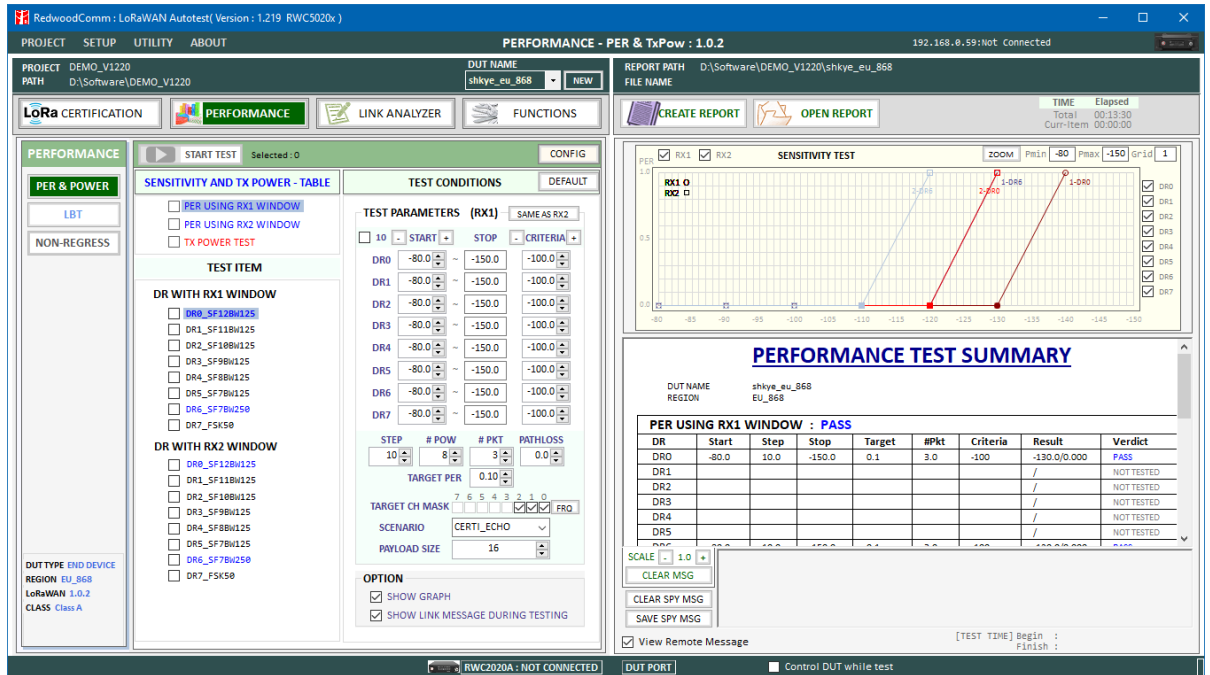 RedwoodComm : LoRaWAN Autotest( Version : 1.219 RWC5020x )
PROJECT SETUP UTILITY ABOUT
PERFORMANCE - PER & TxPow : 1.0.2
192.168.0.59:Not Connected
PROJECT DEMO_V1220
PATH D:\Software\DEMO_V1220
DUT NAME
shkye_eu_868 NEW
REPORT PATH D:\Software\DEMO_V1220\shkye_eu_868
FILE NAME
LoRa CERTIFICATION PERFORMANCE LINK ANALYZER FUNCTIONS
CREATE REPORT OPEN REPORT
TIME Elapsed
Total 00:13:30
Curr-Item 00:00:00
PERFORMANCE
PER & POWER
LBT
NON-REGRESS
DUT TYPE END DEVICE
REGION EU_868
LoRaWAN 1.0.2
CLASS Class A
START TEST Selected : 0 CONFIG
SENSITIVITY AND TX POWER - TABLE
PER USING RX1 WINDOW
PER USING RX2 WINDOW
TX POWER TEST
TEST ITEM
DR WITH RX1 WINDOW
DR0_SF12BW125
DR1_SF11BW125
DR2_SF10BW125
DR3_SF9BW125
DR4_SF8BW125
DR5_SF7BW125
DR6_SF7BW250
DR7_FSK50
DR WITH RX2 WINDOW
DR0_SF12BW125
DR1_SF11BW125
DR2_SF10BW125
DR3_SF9BW125
DR4_SF8BW125
DR5_SF7BW125
DR6_SF7BW250
DR7_FSK50
TEST CONDITIONS DEFAULT
TEST PARAMETERS (RX1) SAME AS RX2
10 - START + STOP - CRITERIA +
DR0 -80.0 ~ -150.0 -100.0
DR1 -80.0 ~ -150.0 -100.0
DR2 -80.0 ~ -150.0 -100.0
DR3 -80.0 ~ -150.0 -100.0
DR4 -80.0 ~ -150.0 -100.0
DR5 -80.0 ~ -150.0 -100.0
DR6 -80.0 ~ -150.0 -100.0
DR7 -80.0 ~ -150.0 -100.0
STEP # POW # PKT PATHLOSS
10 8 3 0.0
TARGET PER 0.10
7 6 5 4 3 2 1 0
TARGET CH MASK FRQ
SCENARIO CERTI_ECHO
PAYLOAD SIZE 16
OPTION
SHOW GRAPH
SHOW LINK MESSAGE DURING TESTING
PER RX1 RX2 SENSITIVITY TEST ZOOM Pmin -80 Pmax -150 Grid 1
1.0
RX1 O
RX2 □
2-DR6 1-DR6
2-DR0 1-DR0
0.5
0.0
-80 -85 -90 -95 -100 -105 -110 -115 -120 -125 -130 -135 -140 -145 -150
DR0
DR1
DR2
DR3
DR4
DR5
DR6
DR7
PERFORMANCE TEST SUMMARY
DUT NAME shkye_eu_868
REGION EU_868
PER USING RX1 WINDOW : PASS
DR Start Step Stop Target #Pkt Criteria Result Verdict
DR0 -80.0 10.0 -150.0 0.1 3.0 -100 -130.0/0.000 PASS
DR1 / NOT TESTED
DR2 / NOT TESTED
DR3 / NOT TESTED
DR4 / NOT TESTED
DR5 / NOT TESTED
SCALE - 1.0 +
CLEAR MSG
CLEAR SPY MSG
SAVE SPY MSG
View Remote Message
[TEST TIME] Begin :
Finish :
RWC2020A : NOT CONNECTED
DUT PORT
Control DUT while test